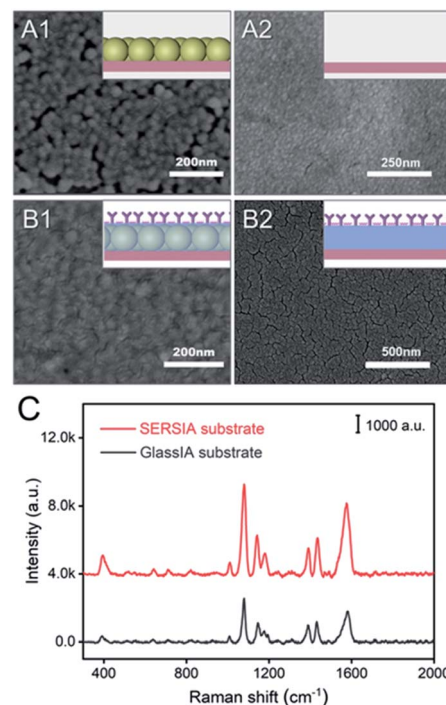 A1
A2
200nm
250nm
B1
B2
200nm
500nm
C
SERSIA substrate
GlassIA substrate
1000 a.u.
12.0k
8.0k
4.0k
0.0
Intensity (a.u.)
400
800
1200
1600
2000
Raman shift (cm⁻¹)